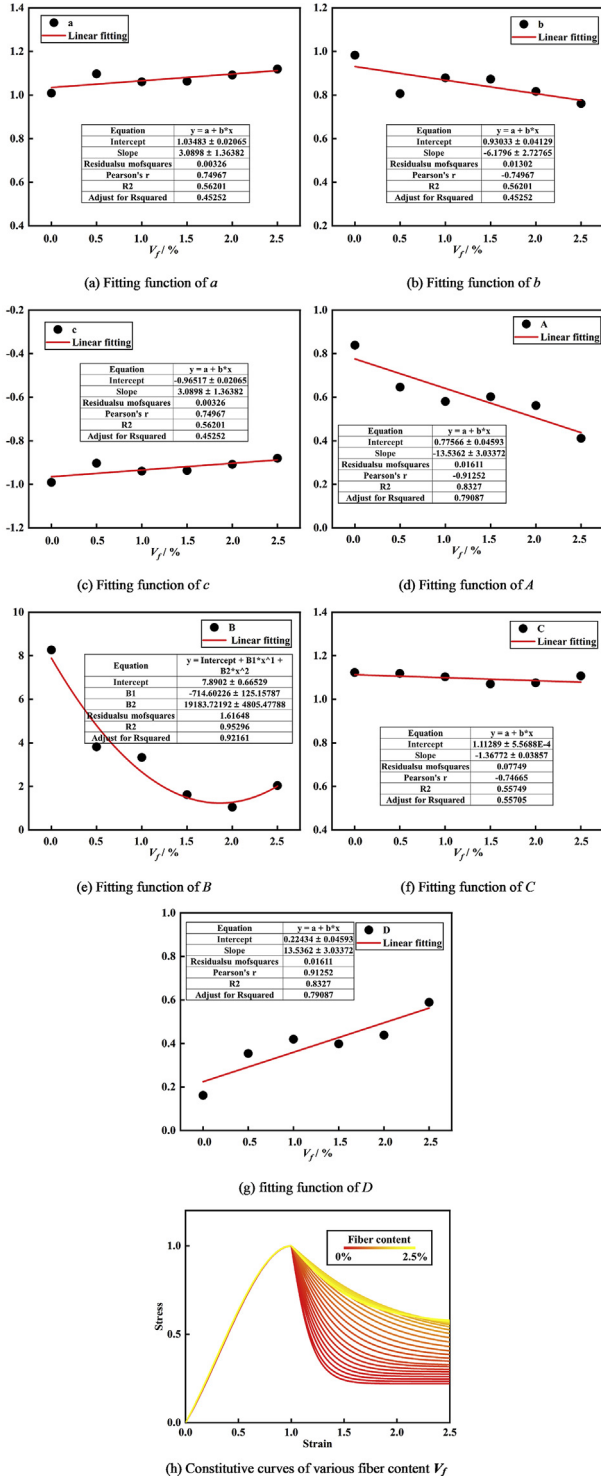 1.4
1.2
1.0
0.8
0.6
0.4
a
Linear fitting
Equation y = a + b*x
Intercept 1.03483 ± 0.02065
Slope 3.0898 ± 1.36382
Residualsu mofsquares 0.00326
Pearson's r 0.74967
R2 0.56201
Adjust for Rsquared 0.45252
0.0 0.5 1.0 1.5 2.0 2.5
Vf / %
(a) Fitting function of a
1.2
1.0
0.8
0.6
0.4
0.2
b
Linear fitting
Equation y = a + b*x
Intercept 0.93033 ± 0.04129
Slope -6.1796 ± 2.72765
Residualsu mofsquares 0.01302
Pearson's r -0.74967
R2 0.56201
Adjust for Rsquared 0.45252
0.0 0.5 1.0 1.5 2.0 2.5
Vf / %
(b) Fitting function of b
-0.2
-0.4
-0.6
-0.8
-1.0
-1.2
c
Linear fitting
Equation y = a + b*x
Intercept -0.96517 ± 0.02065
Slope 3.0898 ± 1.36382
Residualsu mofsquares 0.00326
Pearson's r 0.74967
R2 0.56201
Adjust for Rsquared 0.45252
0.0 0.5 1.0 1.5 2.0 2.5
Vf / %
(c) Fitting function of c
1.0
0.8
0.6
0.4
0.2
0.0
A
Linear fitting
Equation y = a + b*x
Intercept 0.77566 ± 0.04593
Slope -13.5362 ± 3.03372
Residualsu mofsquares 0.01611
Pearson's r -0.91252
R2 0.8327
Adjust for Rsquared 0.79087
0.0 0.5 1.0 1.5 2.0 2.5
Vf / %
(d) Fitting function of A
10
8
6
4
2
0
B
Linear fitting
Equation y = Intercept + B1*x^1 +
B2*x^2
Intercept 7.8902 ± 0.66529
B1 -714.60226 ± 125.15787
B2 19183.72192 ± 4805.47788
Residualsu mofsquares 1.61648
R2 0.95296
Adjust for Rsquared 0.92161
0.0 0.5 1.0 1.5 2.0 2.5
Vf / %
(e) Fitting function of B
1.4
1.2
1.0
0.8
0.6
0.4
C
Linear fitting
Equation y = a + b*x
Intercept 1.11289 ± 5.5688E-4
Slope -1.36772 ± 0.03857
Residualsu mofsquares 0.07749
Pearson's r -0.74665
R2 0.55749
Adjust for Rsquared 0.55705
0.0 0.5 1.0 1.5 2.0 2.5
Vf / %
(f) Fitting function of C
1.0
0.8
0.6
0.4
0.2
0.0
D
Linear fitting
Equation y = a + b*x
Intercept 0.22434 ± 0.04593
Slope 13.5362 ± 3.03372
Residualsu mofsquares 0.01611
Pearson's r 0.91252
R2 0.8327
Adjust for Rsquared 0.79087
0.0 0.5 1.0 1.5 2.0 2.5
Vf / %
(g) fitting function of D
Stress
1.0
0.5
0.0
Fiber content
0% 2.5%
0.0 0.5 1.0 1.5 2.0 2.5
Strain
(h) Constitutive curves of various fiber content Vf